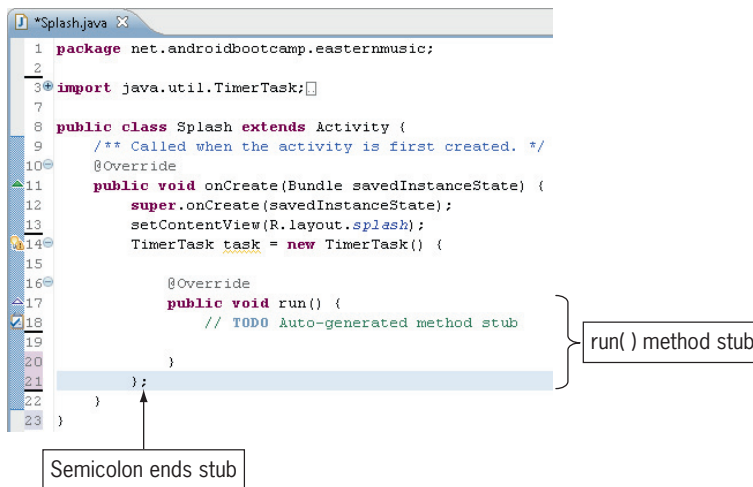 *Splash.java
1 package net.androidbootcamp.easternmusic;
2
3 import java.util.TimerTask;
7
8 public class Splash extends Activity {
9 /** Called when the activity is first created. */
10 @Override
11 public void onCreate(Bundle savedInstanceState) {
12 super.onCreate(savedInstanceState);
13 setContentView(R.layout.splash);
14 TimerTask task = new TimerTask() {
15
16 @Override
17 public void run() {
18 // TODO Auto-generated method stub
19
20 }
21 };
22 }
23 }
run( ) method stub
Semicolon ends stub